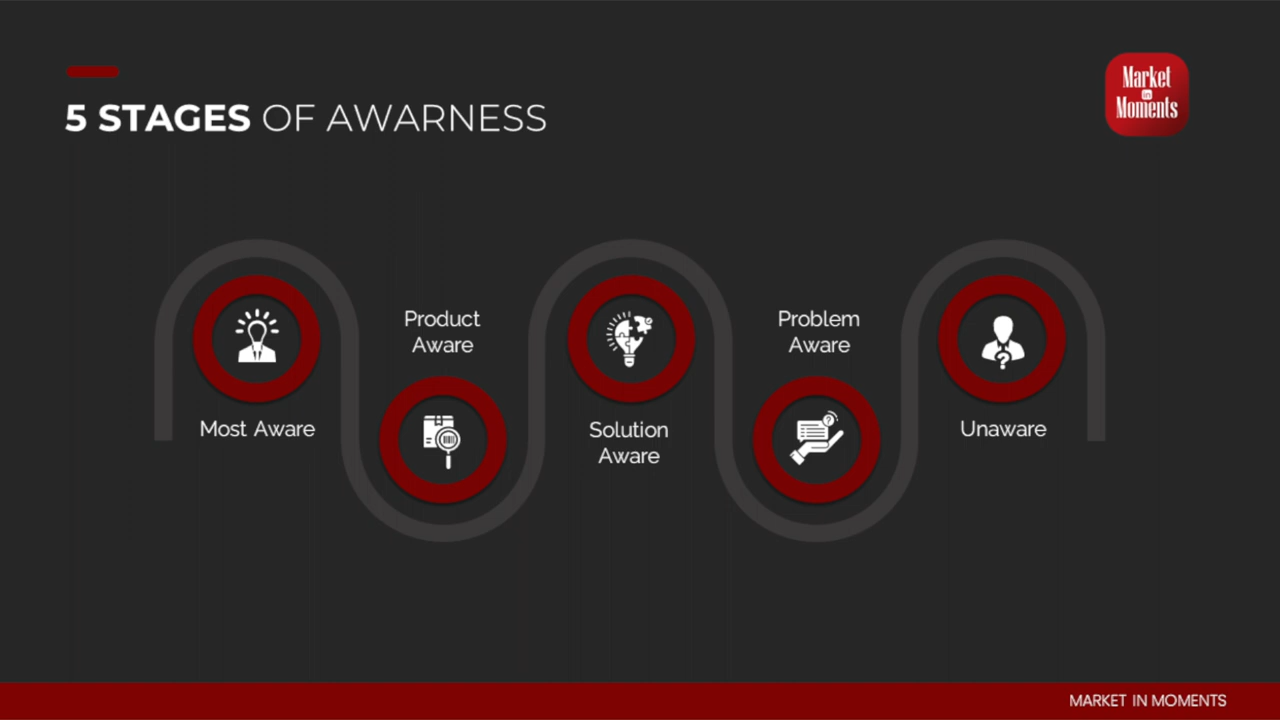 5 STAGES OF AWARNESS
Market
in
Moments
Most Aware
Product
Aware
Solution
Aware
Problem
Aware
Unaware
MARKET IN MOMENTS